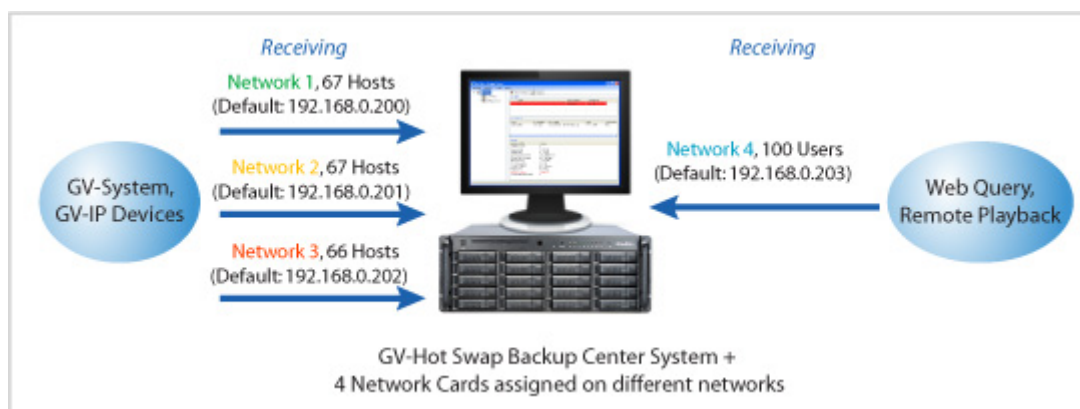 Receiving
Network 1, 67 Hosts
(Default: 192.168.0.200)
Network 2, 67 Hosts
(Default: 192.168.0.201)
Network 3, 66 Hosts
(Default: 192.168.0.202)
GV-System,
GV-IP Devices
Receiving
Network 4, 100 Users
(Default: 192.168.0.203)
Web Query,
Remote Playback
GV-Hot Swap Backup Center System +
4 Network Cards assigned on different networks